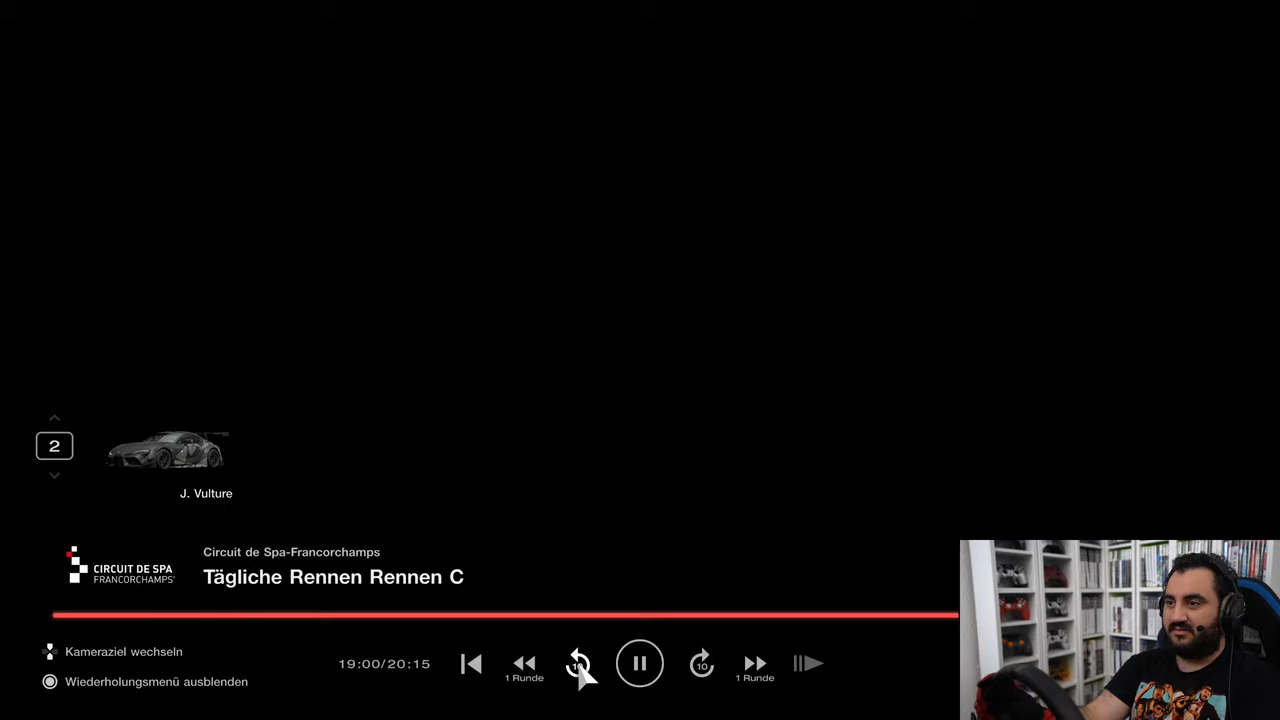 2
J. Vulture
CIRCUIT DE SPA
FRANCORCHAMPS
Circuit de Spa-Francorchamps
Tägliche Rennen Rennen C
Kameraziel wechseln
Wiederholungsmenü ausblenden
19:00/20:15
1 Runde
10
10
1 Runde